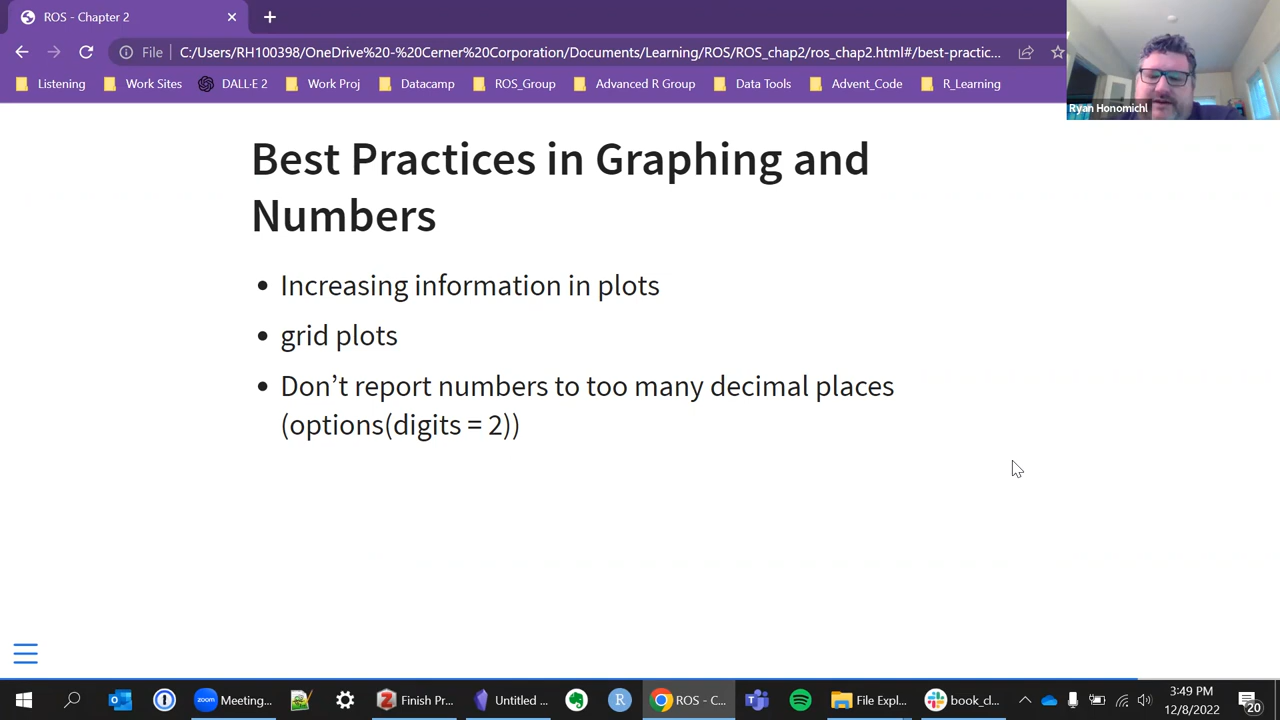 ROS - Chapter 2
File
C:/Users/RH100398/OneDrive%20-%20Cerner%20Corporation/Documents/Learning/ROS/ROS_chap2/ros_chap2.html#/best-practic...
Listening
Work Sites
DALL·E 2
Work Proj
Datacamp
ROS_Group
Advanced R Group
Data Tools
Advent_Code
R_Learning
Ryan Honomichl
Best Practices in Graphing and
Numbers
• Increasing information in plots
• grid plots
• Don't report numbers to too many decimal places
(options(digits = 2))
zoom
Meeting...
Finish Pr...
Untitled ...
R
ROS - C...
File Expl...
book_cl...
3:49 PM
12/8/2022
20